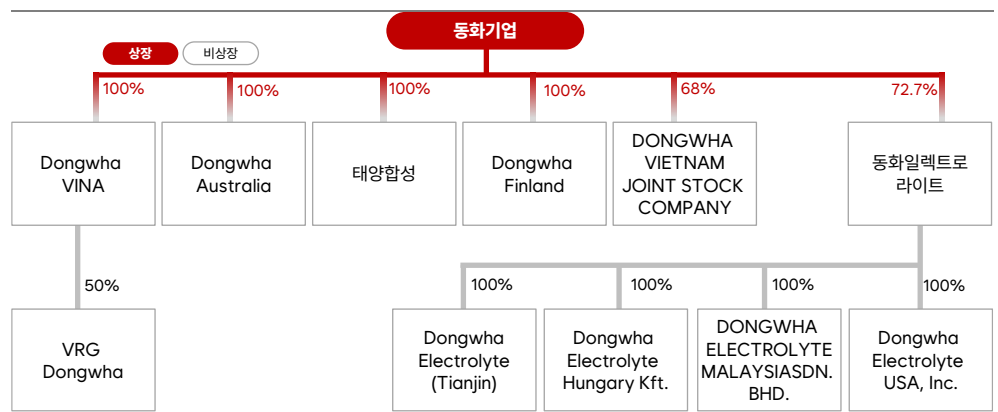 동화기업
상장
비상장
100%
100%
100%
100%
68%
72.7%
Dongwha
VINA
Dongwha
Australia
태양합성
Dongwha
Finland
DONGWHA
VIETNAM
JOINT STOCK
COMPANY
동화일렉트로
라이트
50%
100%
100%
100%
100%
VRG
Dongwha
Dongwha
Electrolyte
(Tianjin)
Dongwha
Electrolyte
Hungary Kft.
DONGWHA
ELECTROLYTE
MALAYSIASDN.
BHD.
Dongwha
Electrolyte
USA, Inc.